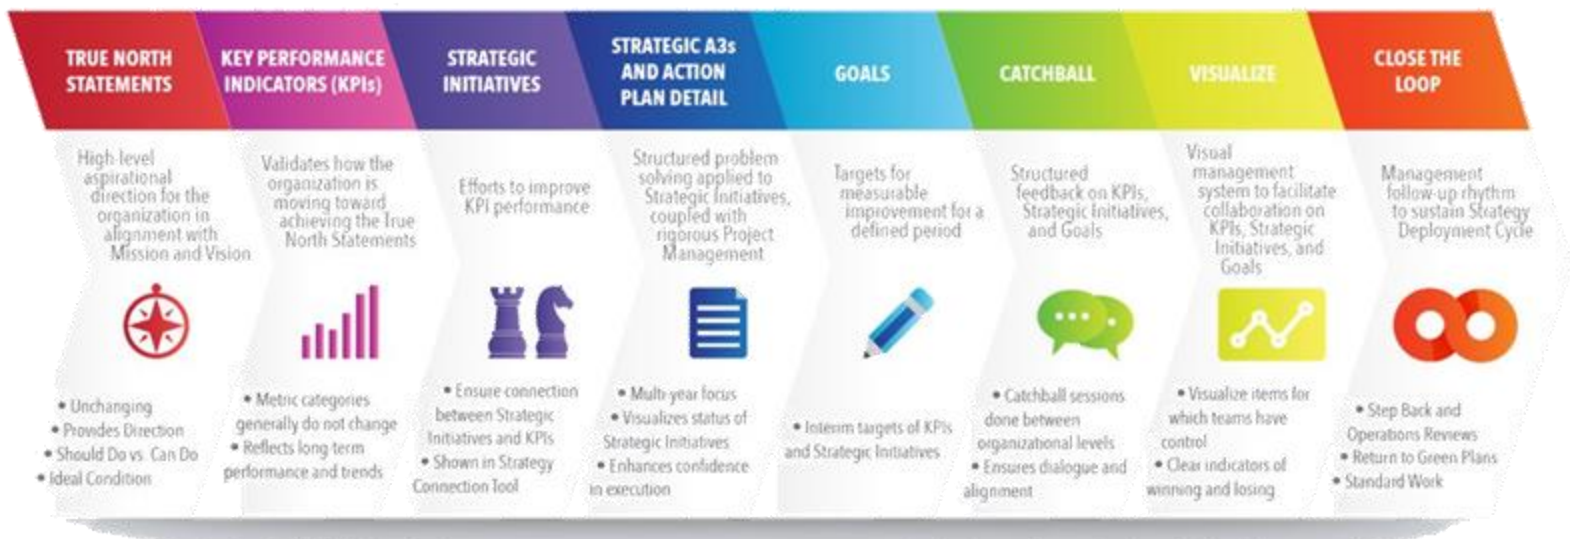 TRUE NORTH
STATEMENTS
High-level
aspirational
direction for the
organization in
alignment with
Mission and Vision
• Unchanging
• Provides Direction
• Should Do vs. Can Do
• Ideal Condition
KEY PERFORMANCE
INDICATORS (KPIs)
Validates how the
organization is
moving toward
achieving the True
North Statements
• Metric categories
generally do not change
• Reflects long-term
performance and trends
STRATEGIC
INITIATIVES
Efforts to improve
KPI performance
• Ensure connection
between Strategic
Initiatives and KPIs
• Shown in Strategy
Connection Tool
STRATEGIC A3s
AND ACTION
PLAN DETAIL
Structured problem
solving applied to
Strategic Initiatives,
coupled with
rigorous Project
Management
• Multi-year focus
• Visualizes status of
Strategic Initiatives
• Enhances confidence
in execution
GOALS
Targets for
measurable
improvement for a
defined period
• Interim targets of KPIs
and Strategic Initiatives
CATCHBALL
Structured
feedback on KPIs,
Strategic Initiatives,
and Goals
• Catchball sessions
done between
organizational levels
• Ensures dialogue and
alignment
VISUALIZE
Visual
management
system to facilitate
collaboration on
KPIs, Strategic
Initiatives, and
Goals
• Visualize items for
which teams have
control
• Clear indicators of
winning and losing
CLOSE THE
LOOP
Management
follow-up rhythm
to sustain Strategy
Deployment Cycle
• Step Back and
Operations Reviews
• Return to Green Plans
• Standard Work